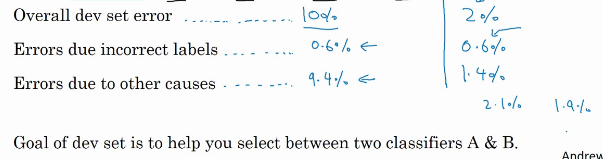 Overall dev set error ............... 10% 2%
Errors due incorrect labels ........ 0.6% ← 0.6%
Errors due to other causes ........ 9.4% ← 1.4%
2.1% 1.9%
Goal of dev set is to help you select between two classifiers A & B.
Andrew